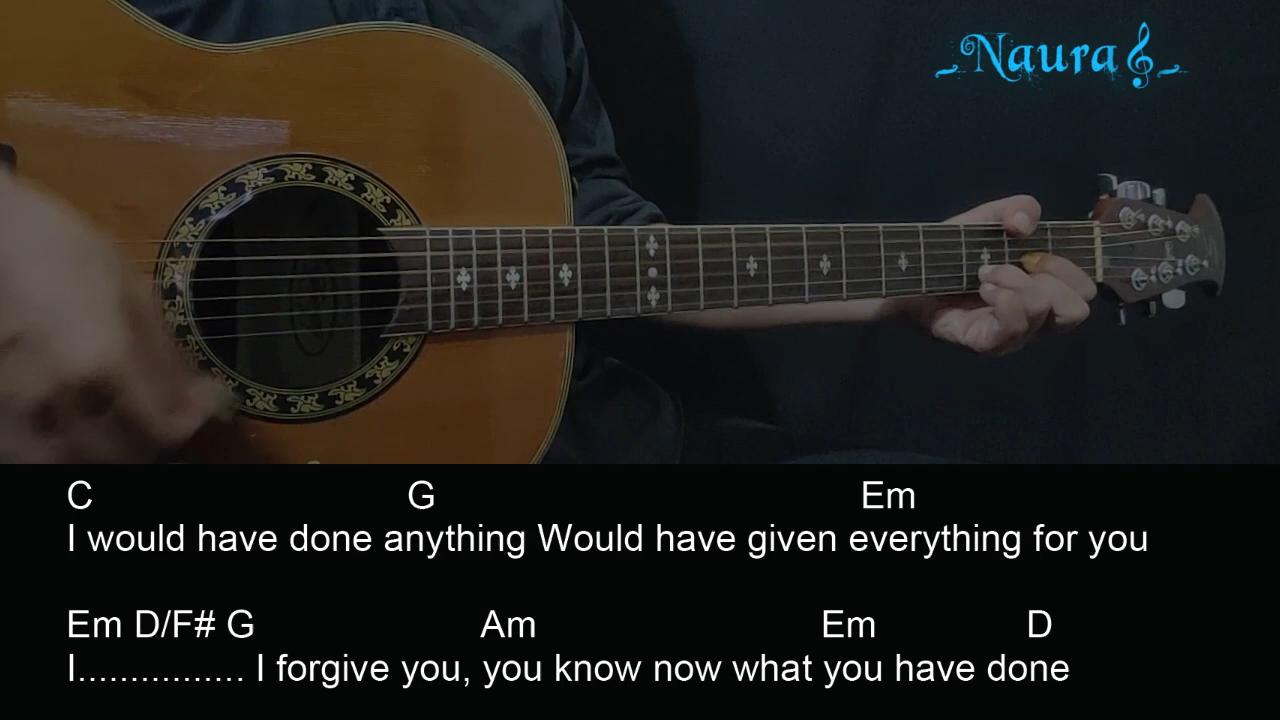 Naura
C G Em
I would have done anything Would have given everything for you
Em D/F# G Am Em D
I................ I forgive you, you know now what you have done